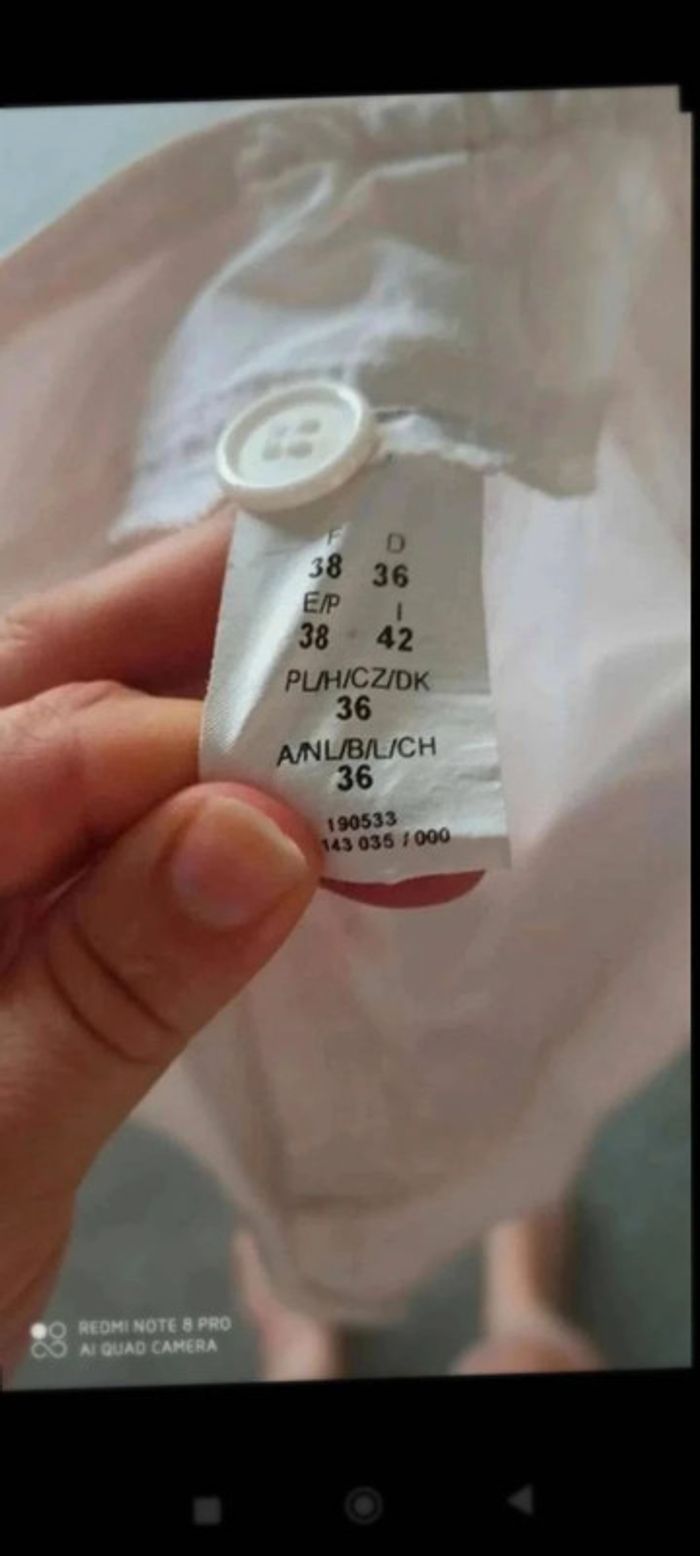 F D
38 36
E/P I
38 42
PL/H/CZ/DK
36
A/NL/B/L/CH
36
190533
143 035 / 000
REDMI NOTE 8 PRO
AI QUAD CAMERA